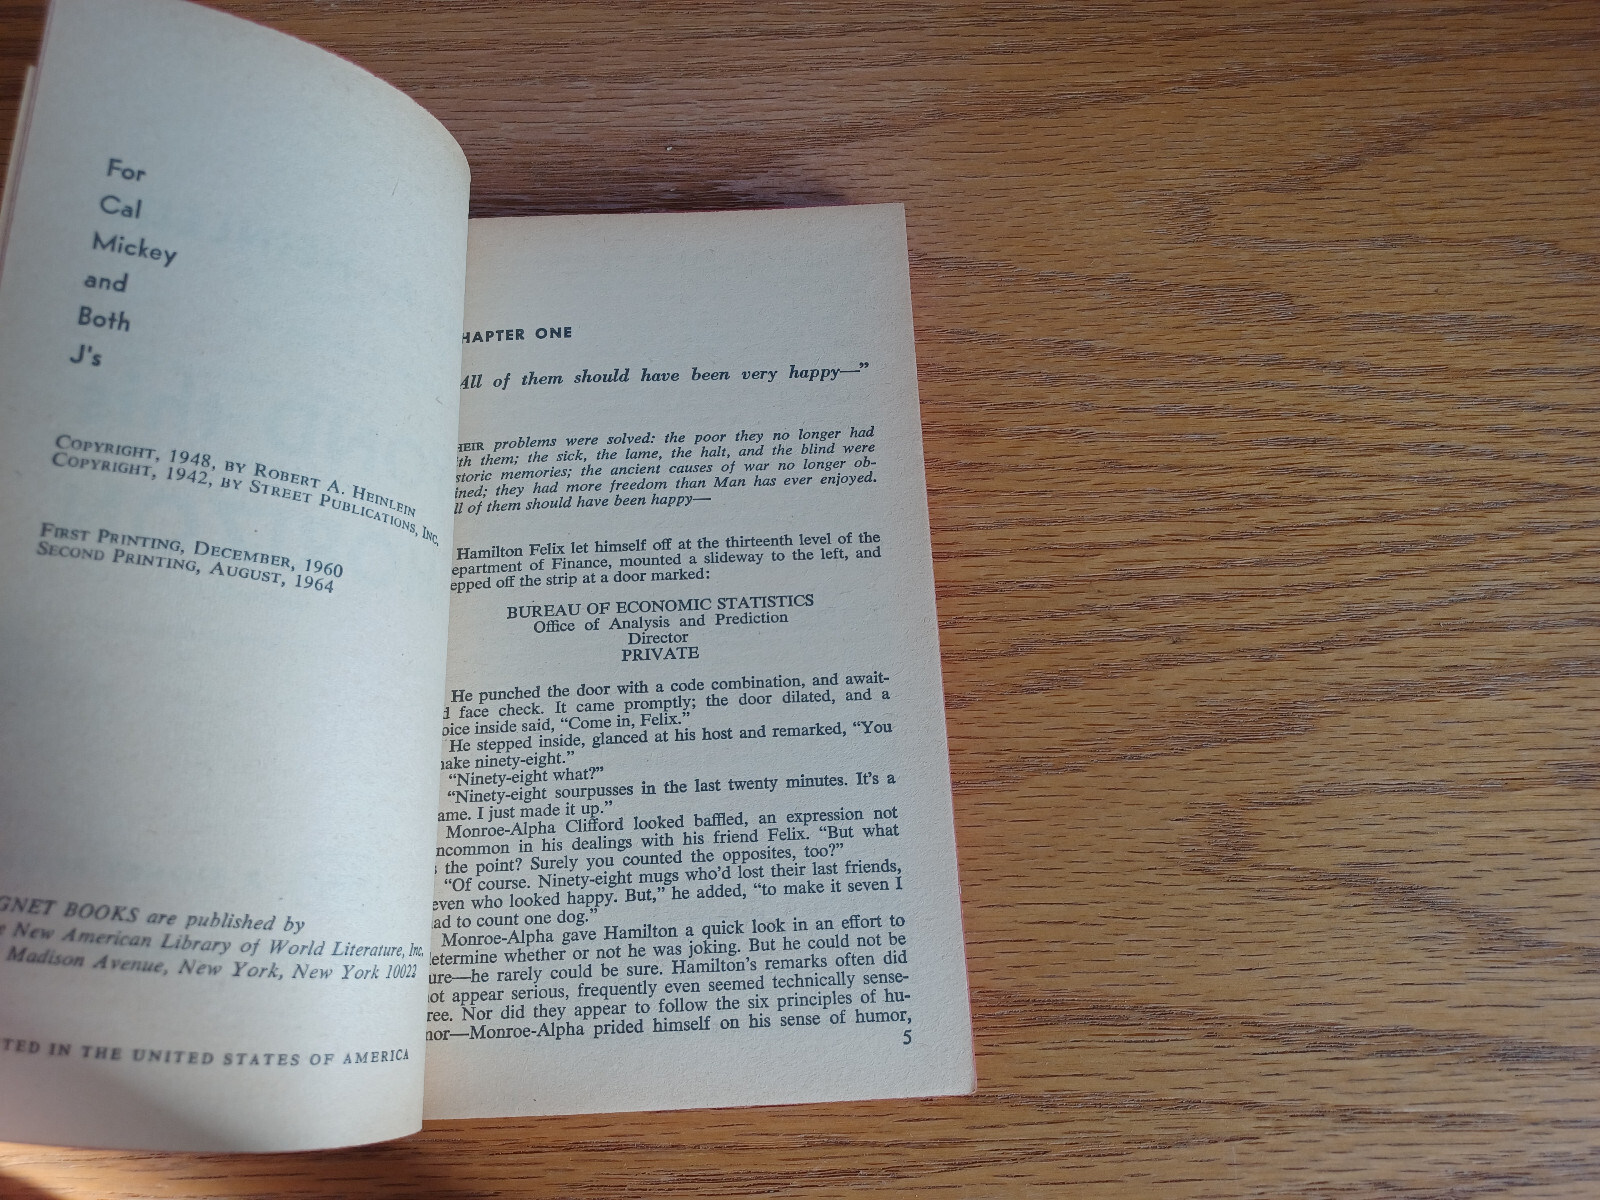 For
Cal
Mickey
and
Both
J's
COPYRIGHT, 1948, BY ROBERT A. HEINLEIN
COPYRIGHT, 1942, BY STREET PUBLICATIONS, INC.
FIRST PRINTING, DECEMBER, 1960
SECOND PRINTING, AUGUST, 1964
GNET BOOKS are published by
e New American Library of World Literature, Inc.
Madison Avenue, New York, New York 10022
TED IN THE UNITED STATES OF AMERICA
HAPTER ONE
All of them should have been very happy—”
HEIR problems were solved: the poor they no longer had
th them; the sick, the lame, the halt, and the blind were
storic memories; the ancient causes of war no longer ob-
ined; they had more freedom than Man has ever enjoyed.
ll of them should have been happy—
Hamilton Felix let himself off at the thirteenth level of the
epartment of Finance, mounted a slideway to the left, and
epped off the strip at a door marked:
BUREAU OF ECONOMIC STATISTICS
Office of Analysis and Prediction
Director
PRIVATE
He punched the door with a code combination, and await-
d face check. It came promptly; the door dilated, and a
oice inside said, “Come in, Felix.”
He stepped inside, glanced at his host and remarked, “You
ake ninety-eight.”
“Ninety-eight what?”
“Ninety-eight sourpusses in the last twenty minutes. It's a
ame. I just made it up.”
Monroe-Alpha Clifford looked baffled, an expression not
ncommon in his dealings with his friend Felix. “But what
the point? Surely you counted the opposites, too?”
“Of course. Ninety-eight mugs who'd lost their last friends,
even who looked happy. But,” he added, “to make it seven I
ad to count one dog.”
Monroe-Alpha gave Hamilton a quick look in an effort to
etermine whether or not he was joking. But he could not be
ure—he rarely could be sure. Hamilton's remarks often did
ot appear serious, frequently even seemed technically sense-
ree. Nor did they appear to follow the six principles of hu-
nor—Monroe-Alpha prided himself on his sense of humor,
5